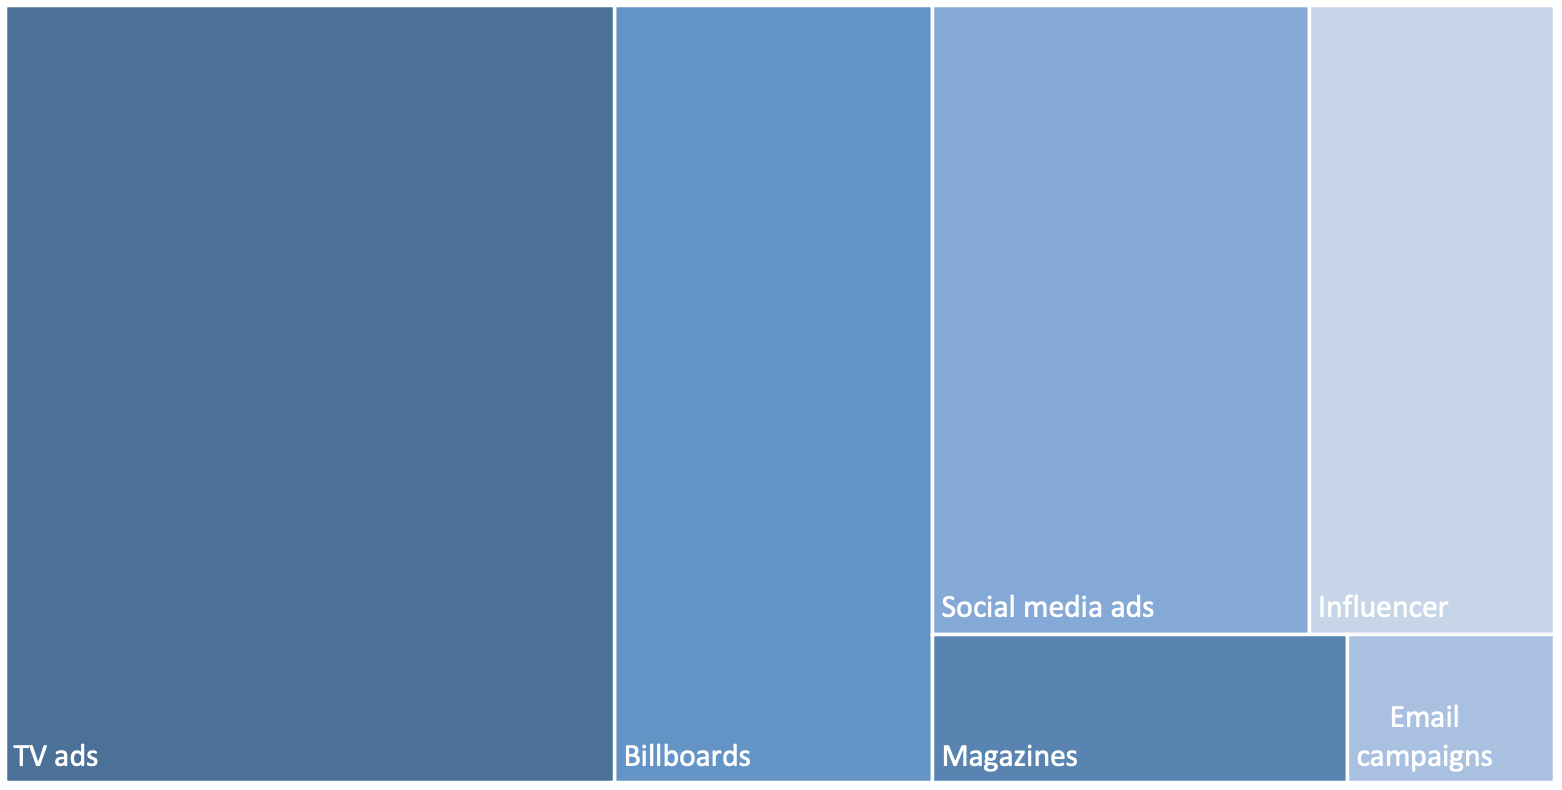 TV ads
Billboards
Social media ads
Influencer
Magazines
Email
campaigns